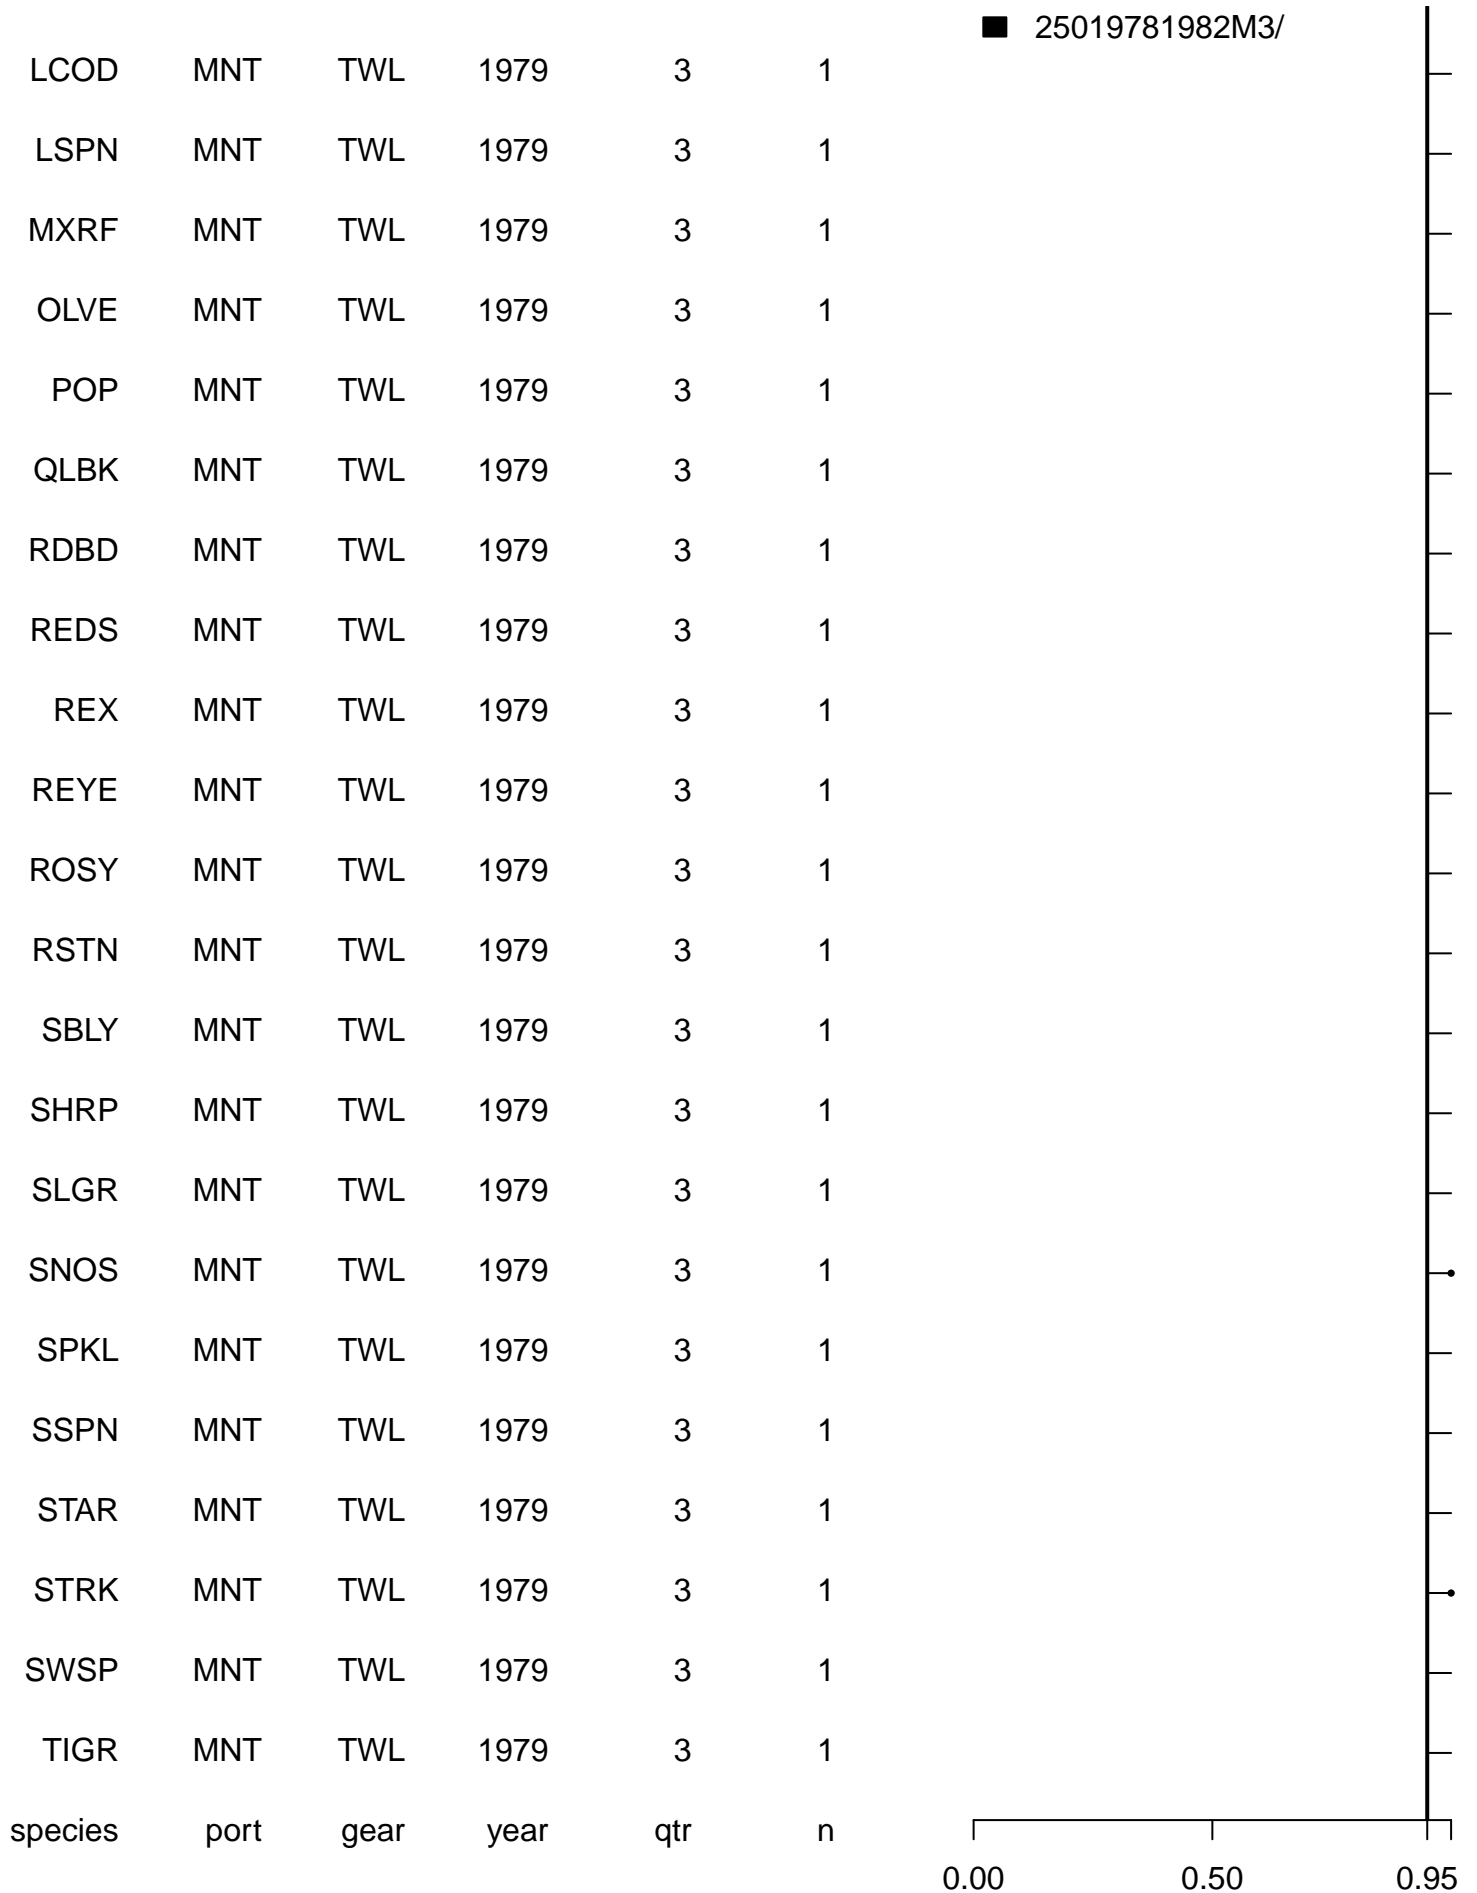 25019781982M3/
LCOD MNT TWL 1979 3 1
LSPN MNT TWL 1979 3 1
MXRF MNT TWL 1979 3 1
OLVE MNT TWL 1979 3 1
POP MNT TWL 1979 3 1
QLBK MNT TWL 1979 3 1
RDBD MNT TWL 1979 3 1
REDS MNT TWL 1979 3 1
REX MNT TWL 1979 3 1
REYE MNT TWL 1979 3 1
ROSY MNT TWL 1979 3 1
RSTN MNT TWL 1979 3 1
SBLY MNT TWL 1979 3 1
SHRP MNT TWL 1979 3 1
SLGR MNT TWL 1979 3 1
SNOS MNT TWL 1979 3 1
SPKL MNT TWL 1979 3 1
SSPN MNT TWL 1979 3 1
STAR MNT TWL 1979 3 1
STRK MNT TWL 1979 3 1
SWSP MNT TWL 1979 3 1
TIGR MNT TWL 1979 3 1
species port gear year qtr n
0.00 0.50 0.95